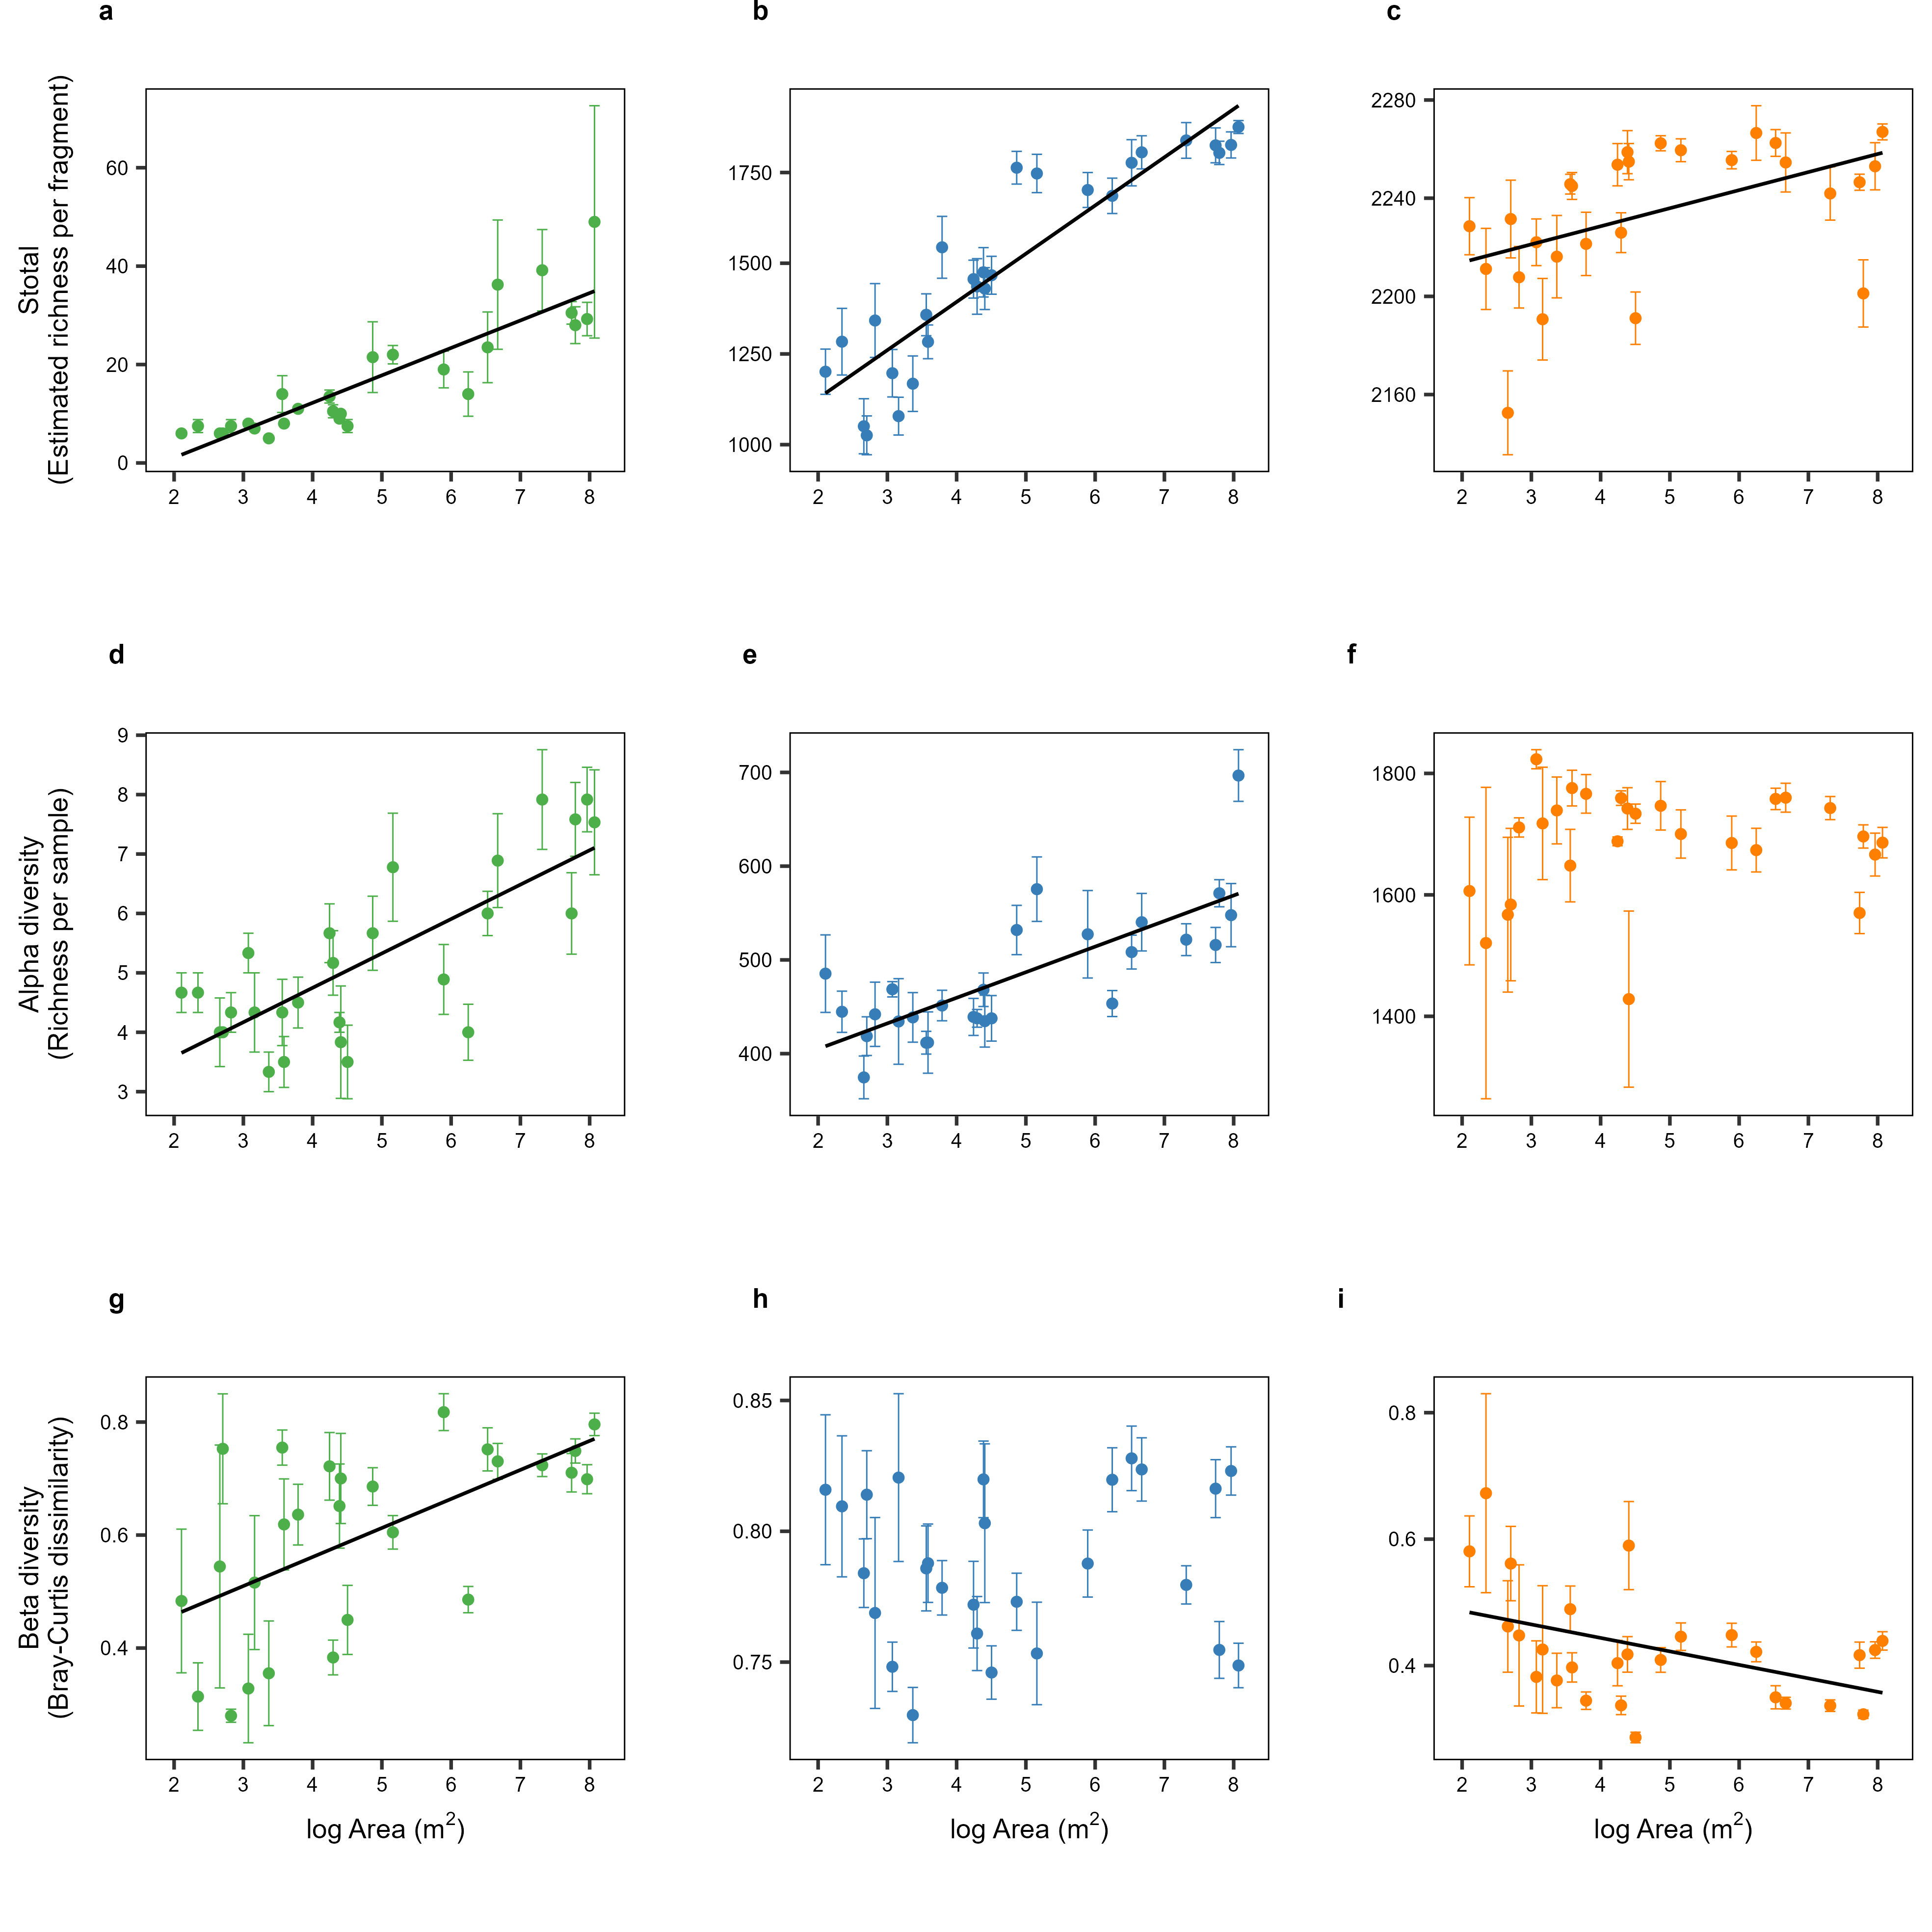 a
b
c
Stotal
(Estimated richness per fragment)
60
40
20
0
2 3 4 5 6 7 8
1750
1500
1250
1000
2 3 4 5 6 7 8
2280
2240
2200
2160
2 3 4 5 6 7 8
d
e
f
Alpha diversity
(Richness per sample)
9
8
7
6
5
4
3
2 3 4 5 6 7 8
700
600
500
400
2 3 4 5 6 7 8
1800
1600
1400
2 3 4 5 6 7 8
g
h
i
Beta diversity
(Bray-Curtis dissimilarity)
0.8
0.6
0.4
2 3 4 5 6 7 8
log Area (m²)
0.85
0.80
0.75
2 3 4 5 6 7 8
log Area (m²)
0.8
0.6
0.4
2 3 4 5 6 7 8
log Area (m²)